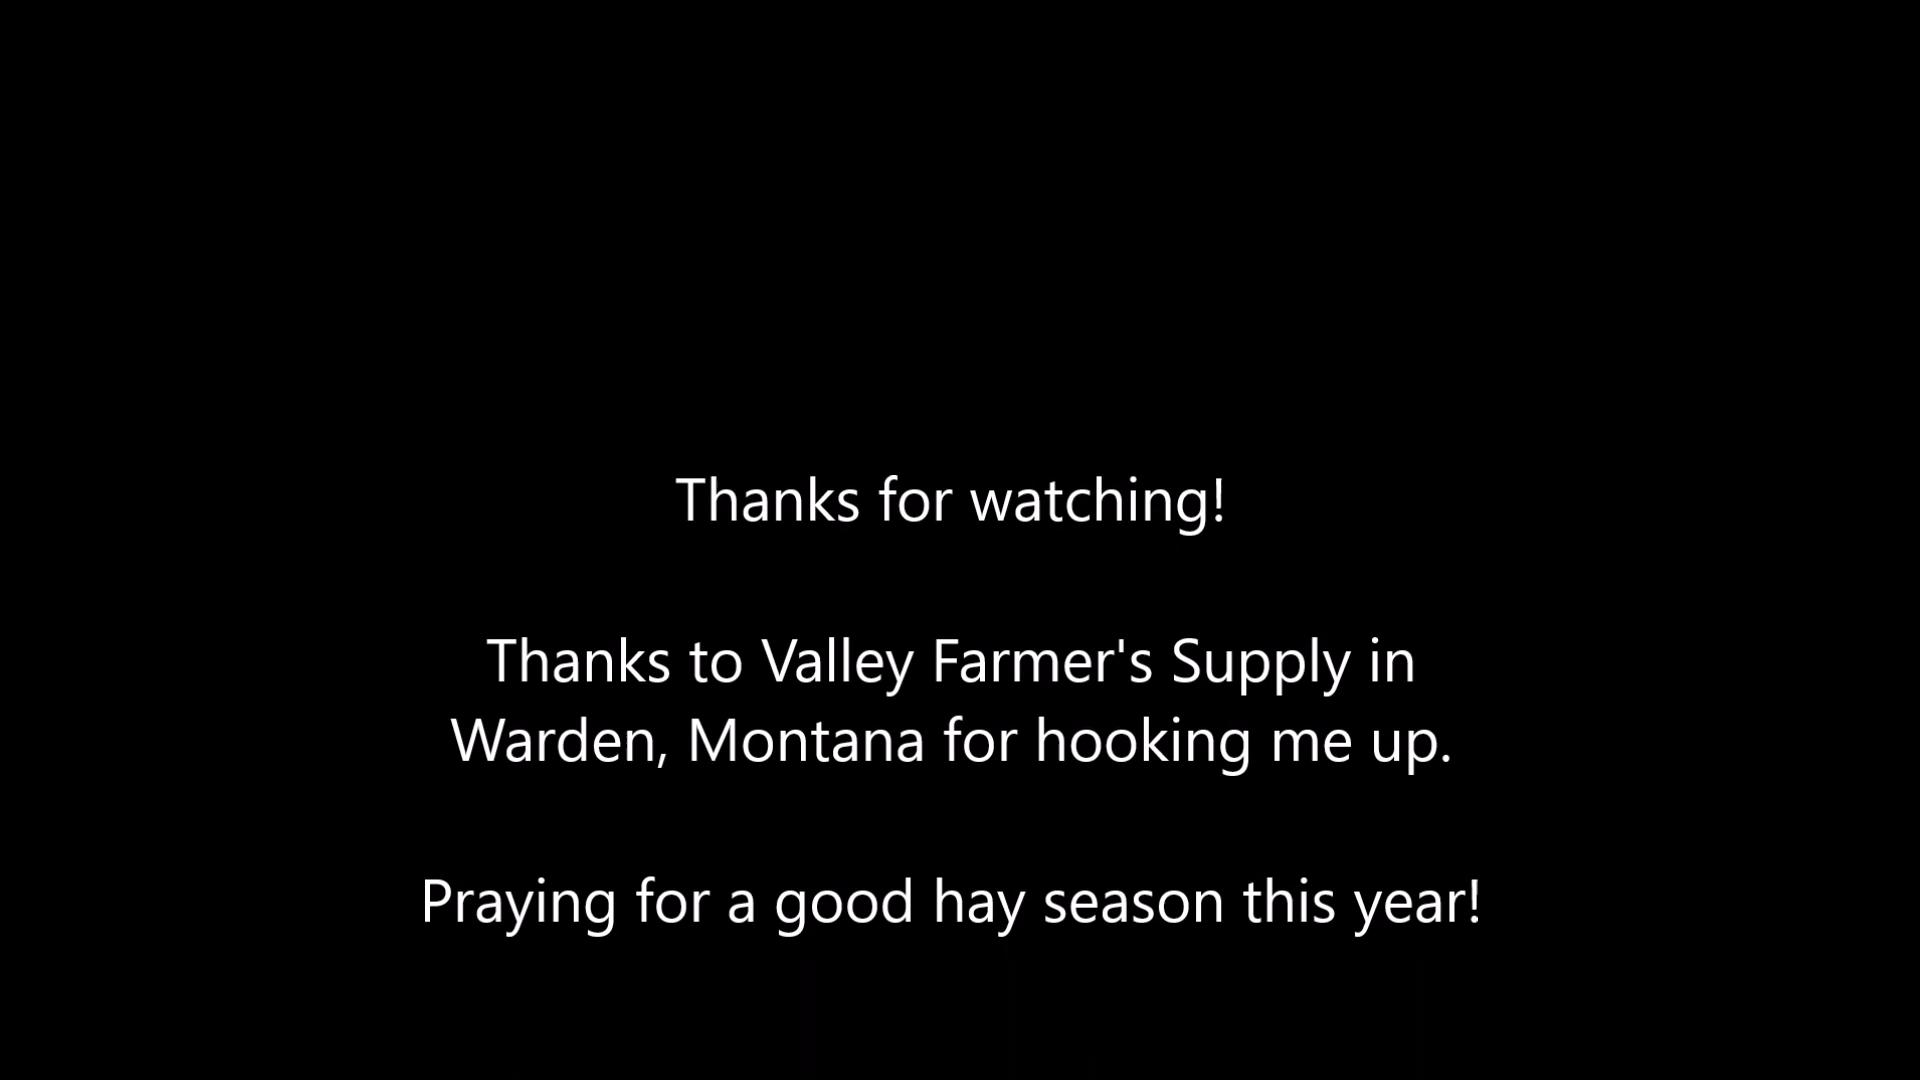 Thanks for watching!
Thanks to Valley Farmer's Supply in
Warden, Montana for hooking me up.
Praying for a good hay season this year!